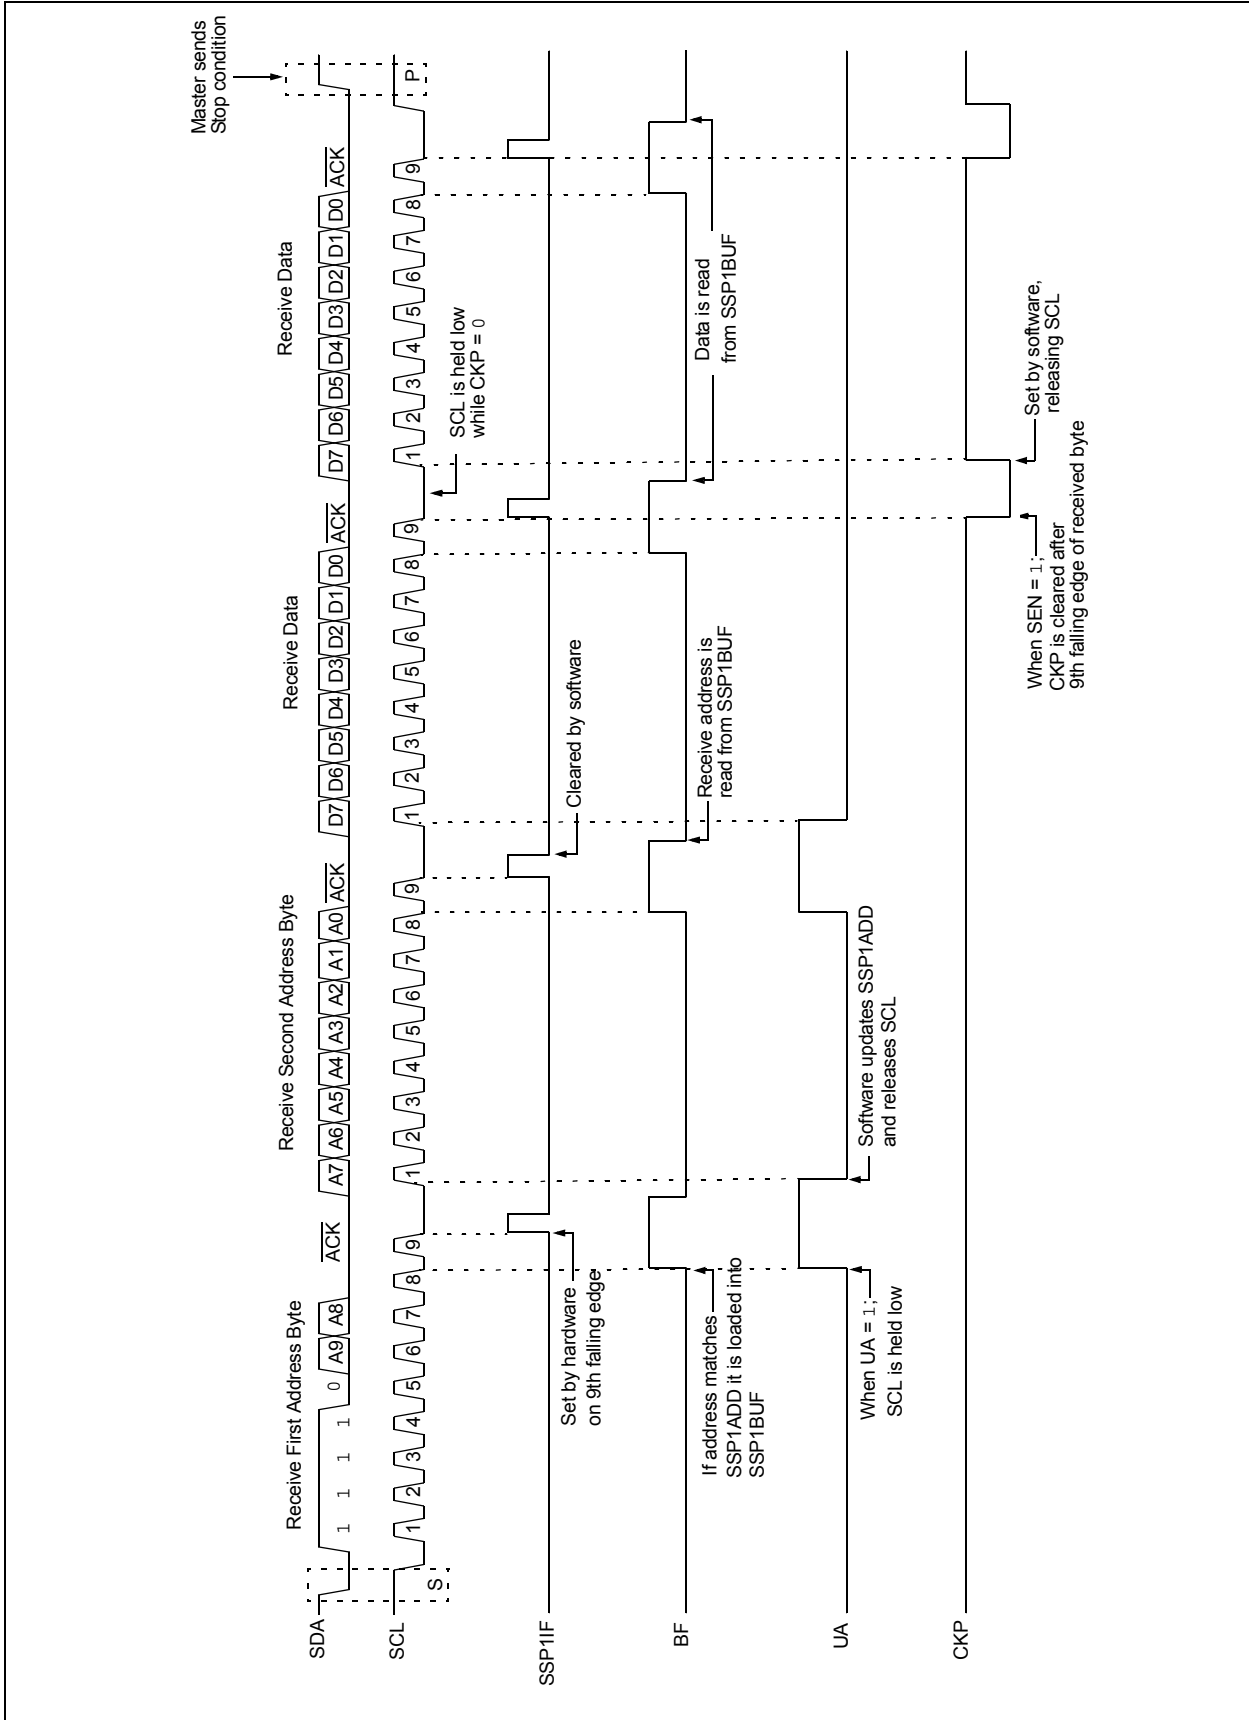 Master sends
Stop condition
Receive First Address Byte
Receive Second Address Byte
Receive Data
Receive Data
SDA
1 1 1 1 0 A9 A8 ACK
A7 A6 A5 A4 A3 A2 A1 A0 ACK
D7 D6 D5 D4 D3 D2 D1 D0 ACK
D7 D6 D5 D4 D3 D2 D1 D0 ACK
SCL
S
1 2 3 4 5 6 7 8 9
1 2 3 4 5 6 7 8 9
1 2 3 4 5 6 7 8 9
1 2 3 4 5 6 7 8 9
P
SCL is held low
while CKP = 0
SSP1IF
Set by hardware
on 9th falling edge
Cleared by software
BF
If address matches
SSP1ADD it is loaded into
SSP1BUF
Receive address is
read from SSP1BUF
Data is read
from SSP1BUF
UA
When UA = 1;
SCL is held low
Software updates SSP1ADD
and releases SCL
CKP
When SEN = 1;
CKP is cleared after
9th falling edge of received byte
Set by software,
releasing SCL